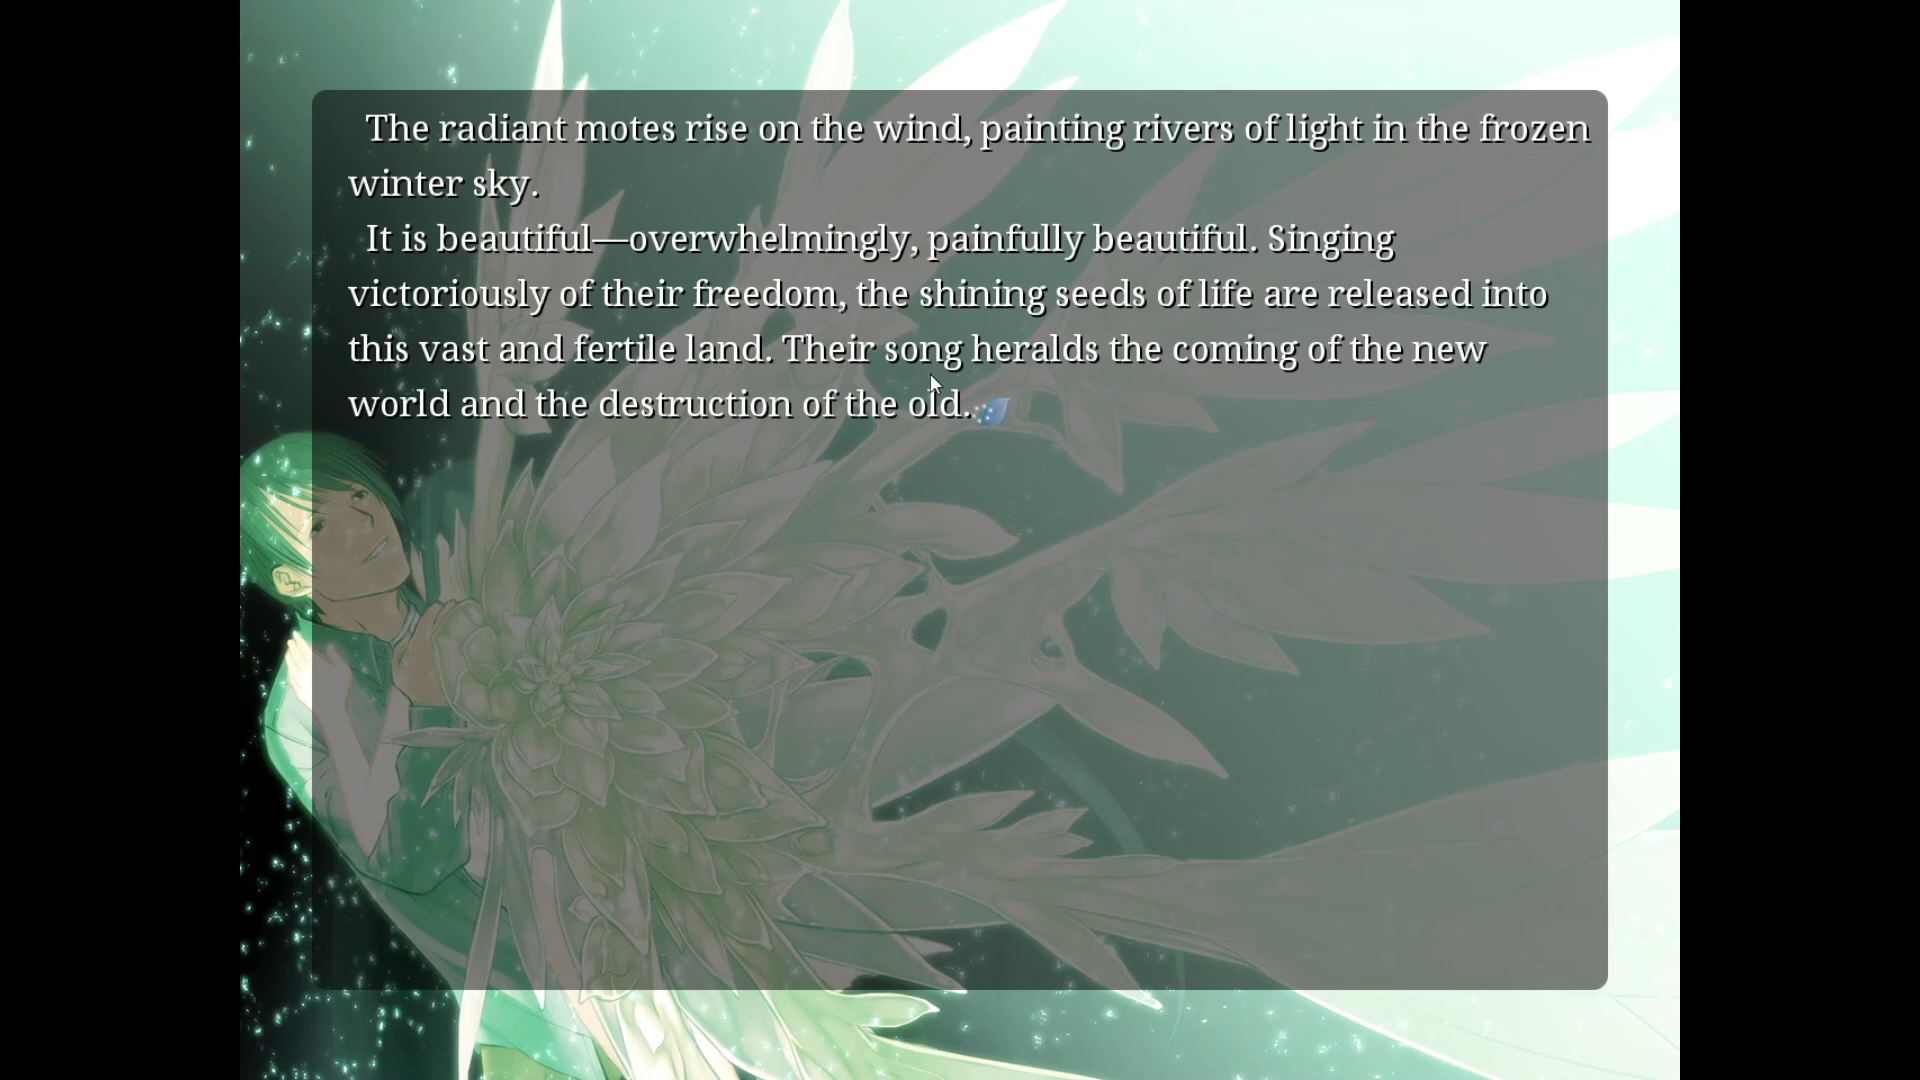 The radiant motes rise on the wind, painting rivers of light in the frozen
winter sky.
It is beautiful—overwhelmingly, painfully beautiful. Singing
victoriously of their freedom, the shining seeds of life are released into
this vast and fertile land. Their song heralds the coming of the new
world and the destruction of the old.